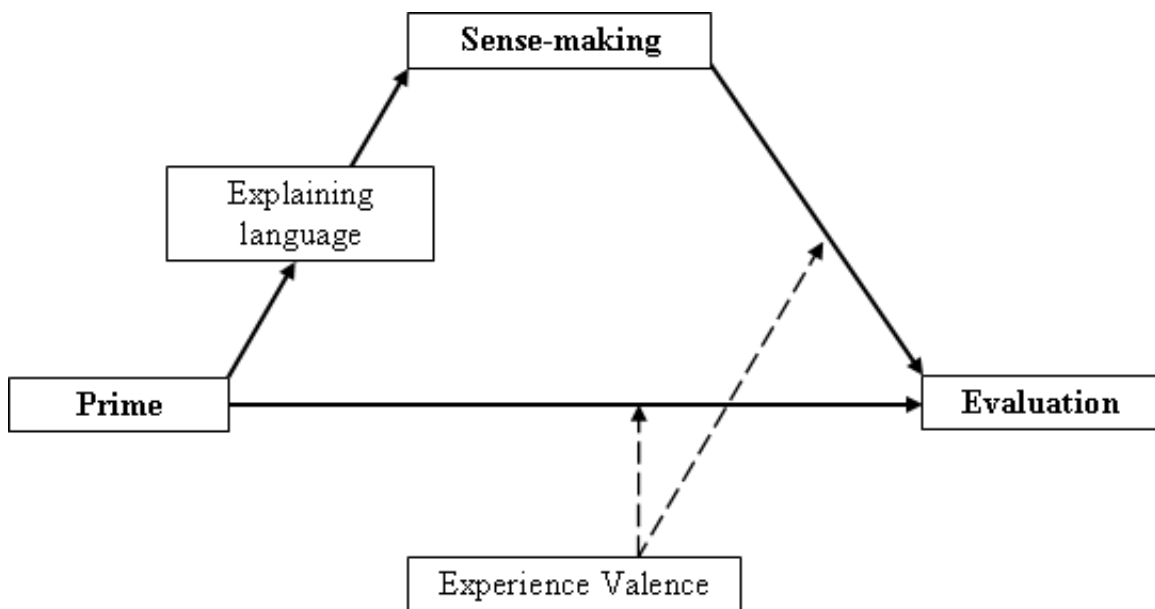 Sense-making
Explaining
language
Prime
Evaluation
Experience Valence